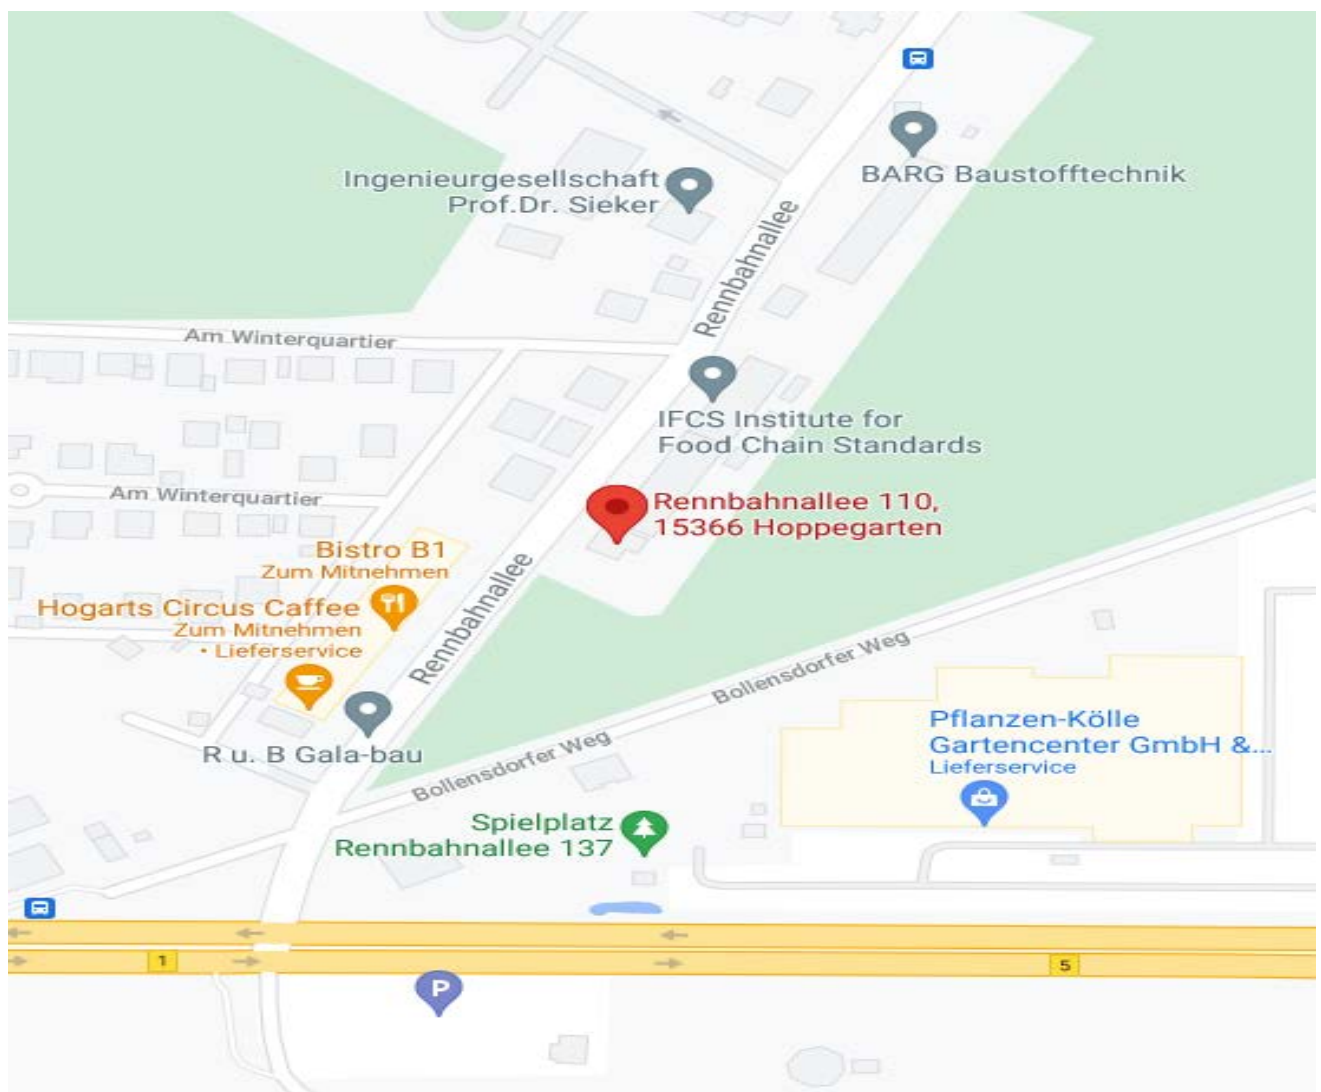 Ingenieurgesellschaft
Prof.Dr. Sieker
BARG Baustofftechnik
Rennbahnallee
Am Winterquartier
IFCS Institute for
Food Chain Standards
Am Winterquartier
Rennbahnallee 110,
15366 Hoppegarten
Bistro B1
Zum Mitnehmen
Hogarts Circus Caffee
Zum Mitnehmen
• Lieferservice
Rennbahnallee
Bollensdorfer Weg
R u. B Gala-bau
Bollensdorfer Weg
Pflanzen-Kölle
Gartencenter GmbH &...
Lieferservice
Spielplatz
Rennbahnallee 137
1
5
P